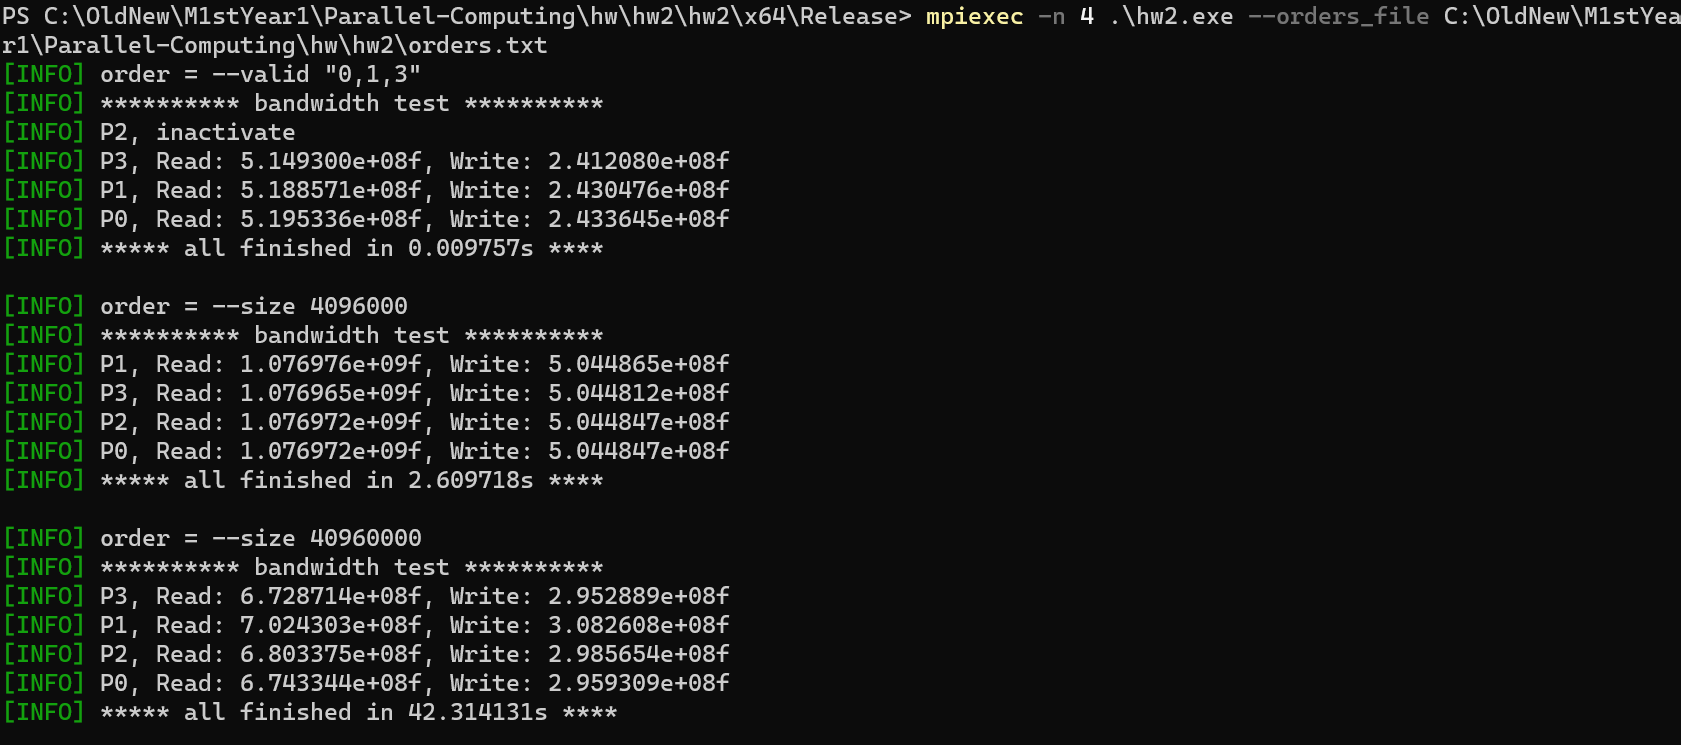 PS C:\OldNew\M1stYear1\Parallel-Computing\hw\hw2\hw2\x64\Release> mpiexec -n 4 .\hw2.exe --orders_file C:\OldNew\M1stYea
r1\Parallel-Computing\hw\hw2\orders.txt
[INFO] order = --valid "0,1,3"
[INFO] ********** bandwidth test **********
[INFO] P2, inactivate
[INFO] P3, Read: 5.149300e+08f, Write: 2.412080e+08f
[INFO] P1, Read: 5.188571e+08f, Write: 2.430476e+08f
[INFO] P0, Read: 5.195336e+08f, Write: 2.433645e+08f
[INFO] ***** all finished in 0.009757s ****
[INFO] order = --size 4096000
[INFO] ********** bandwidth test **********
[INFO] P1, Read: 1.076976e+09f, Write: 5.044865e+08f
[INFO] P3, Read: 1.076965e+09f, Write: 5.044812e+08f
[INFO] P2, Read: 1.076972e+09f, Write: 5.044847e+08f
[INFO] P0, Read: 1.076972e+09f, Write: 5.044847e+08f
[INFO] ***** all finished in 2.609718s ****
[INFO] order = --size 40960000
[INFO] ********** bandwidth test **********
[INFO] P3, Read: 6.728714e+08f, Write: 2.952889e+08f
[INFO] P1, Read: 7.024303e+08f, Write: 3.082608e+08f
[INFO] P2, Read: 6.803375e+08f, Write: 2.985654e+08f
[INFO] P0, Read: 6.743344e+08f, Write: 2.959309e+08f
[INFO] ***** all finished in 42.314131s ****